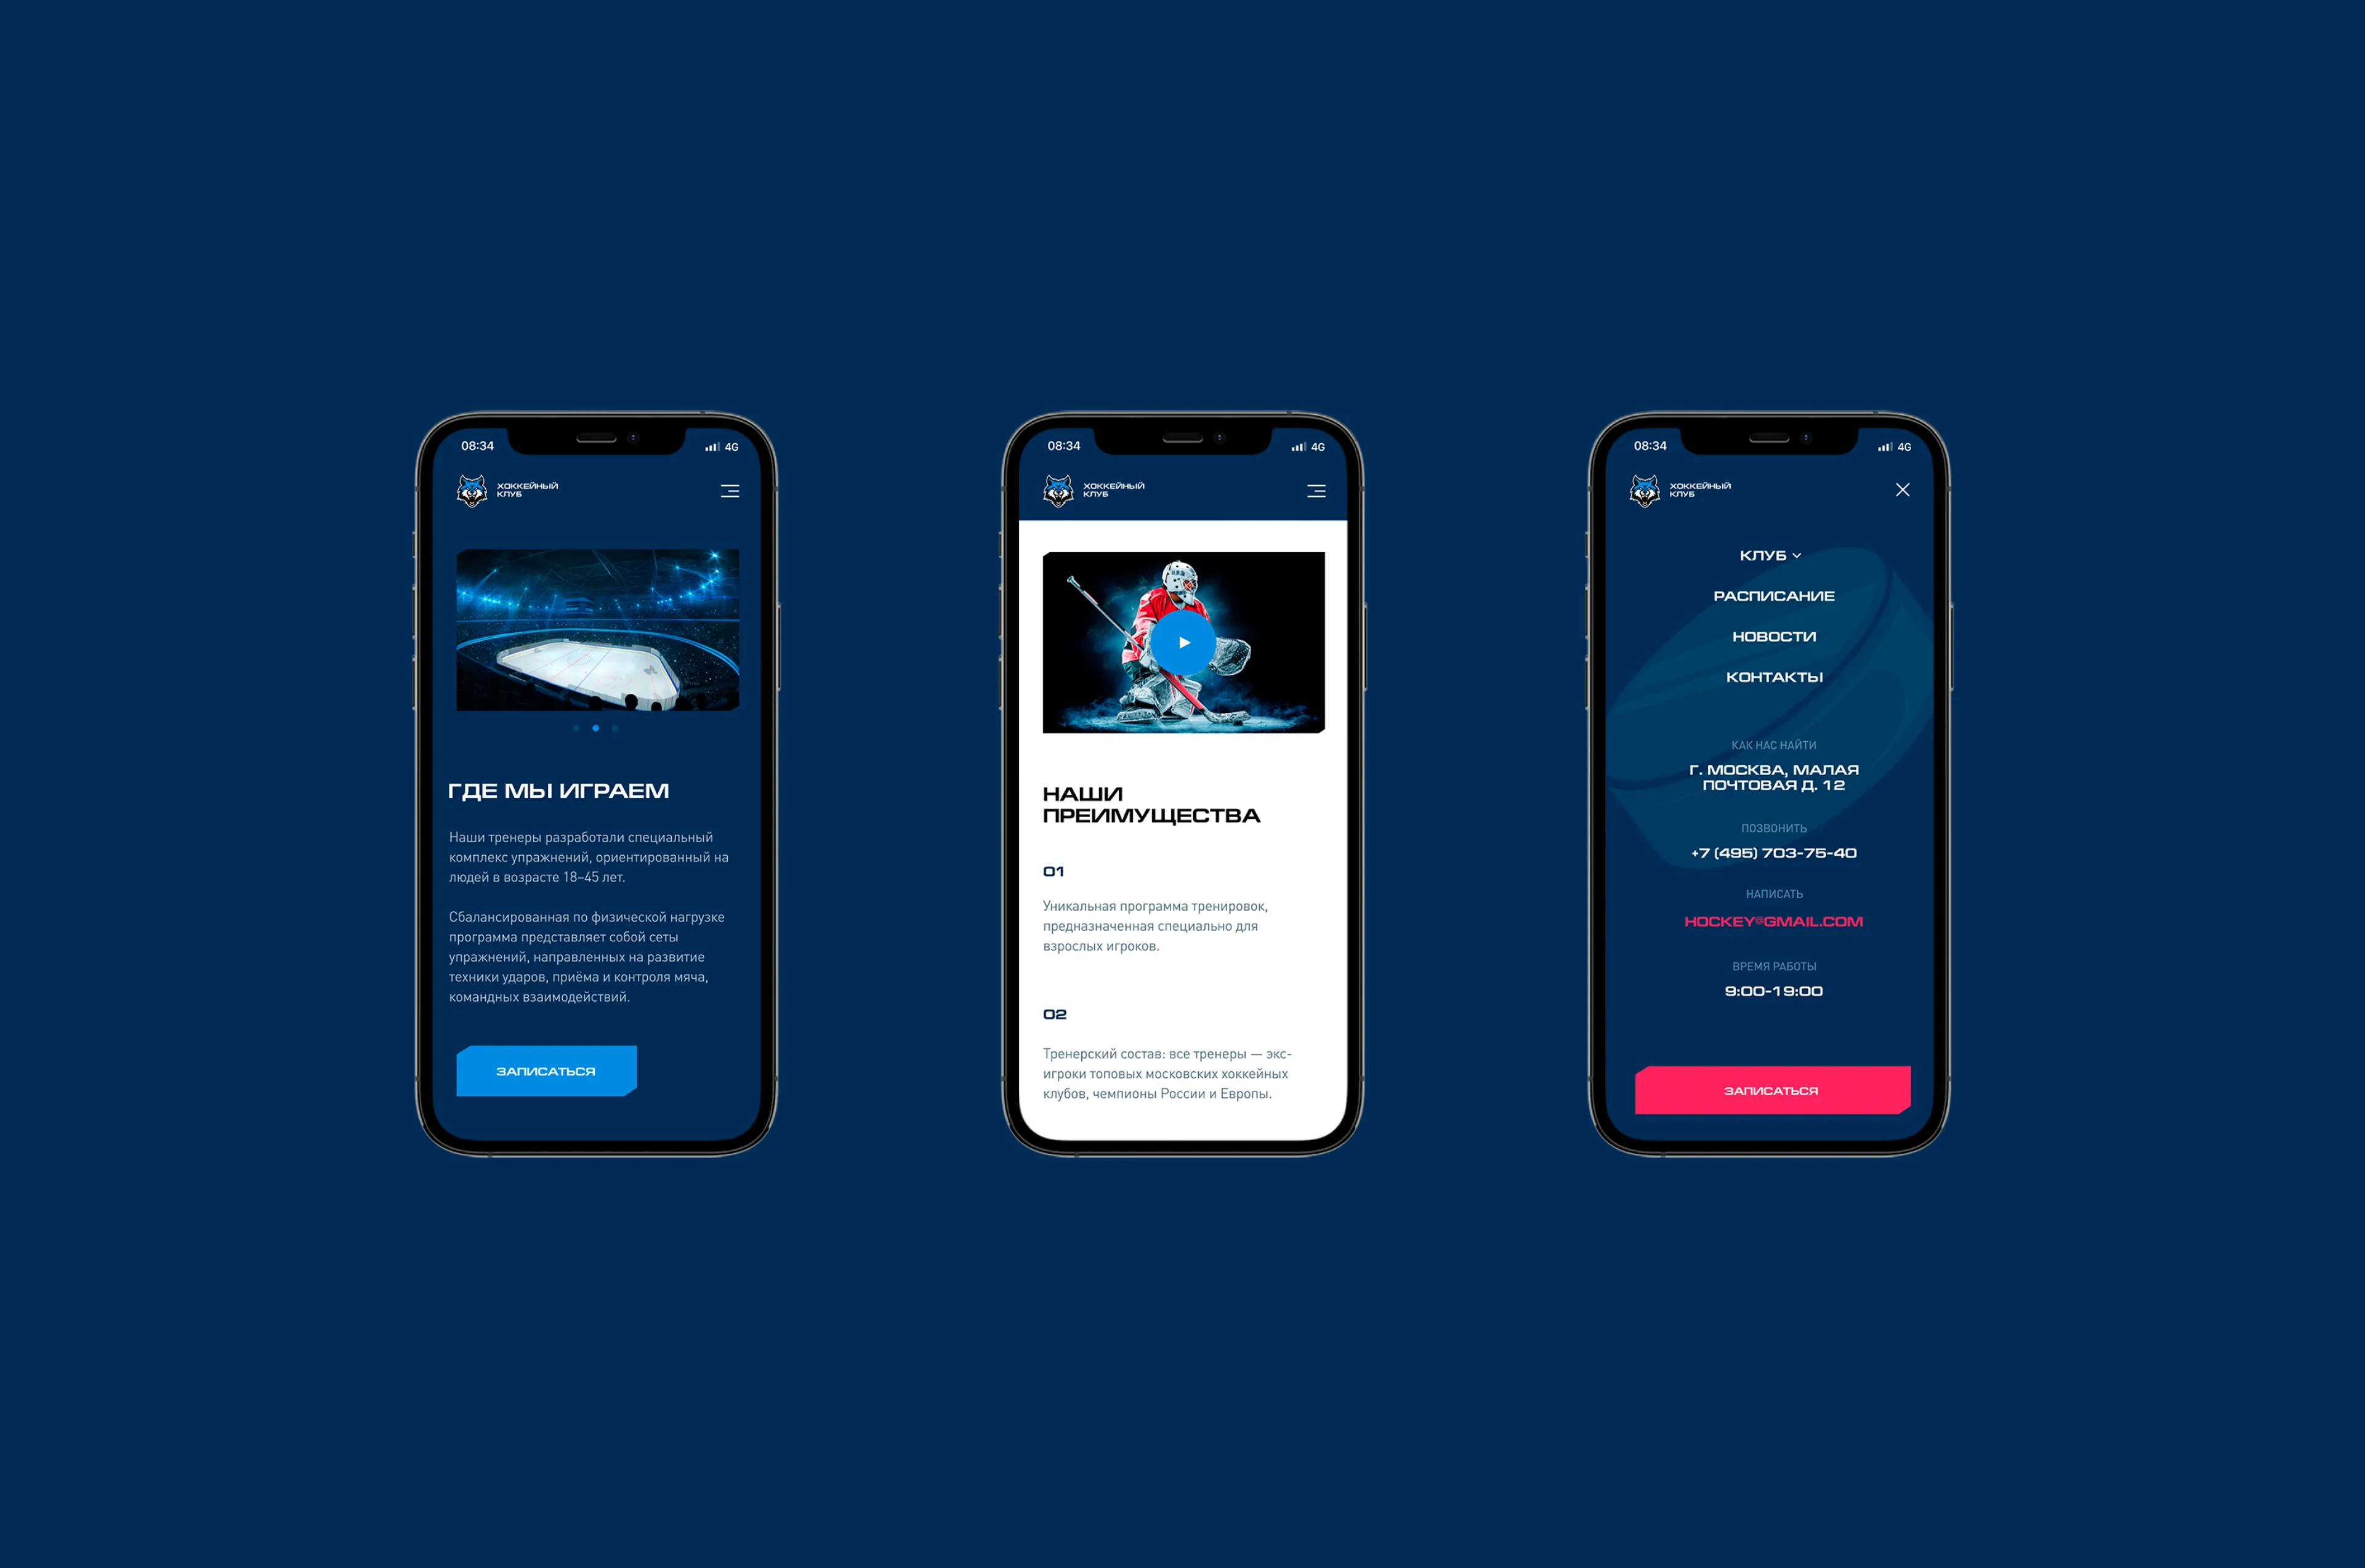 08:34
4G
ХОККЕЙНЫЙ
КЛУБ
ГДЕ МЫ ИГРАЕМ
Наши тренеры разработали специальный
комплекс упражнений, ориентированный на
людей в возрасте 18–45 лет.
Сбалансированная по физической нагрузке
программа представляет собой сеты
упражнений, направленных на развитие
техники ударов, приёма и контроля мяча,
командных взаимодействий.
ЗАПИСАТЬСЯ
08:34
4G
ХОККЕЙНЫЙ
КЛУБ
НАШИ
ПРЕИМУЩЕСТВА
01
Уникальная программа тренировок,
предназначенная специально для
взрослых игроков.
02
Тренерский состав: все тренеры — экс-
игроки топовых московских хоккейных
клубов, чемпионы России и Европы.
08:34
4G
ХОККЕЙНЫЙ
КЛУБ
КЛУБ
РАСПИСАНИЕ
НОВОСТИ
КОНТАКТЫ
КАК НАС НАЙТИ
Г. МОСКВА, МАЛАЯ
ПОЧТОВАЯ Д. 12
ПОЗВОНИТЬ
+7 (495) 703-75-40
НАПИСАТЬ
HOCKEY@GMAIL.COM
ВРЕМЯ РАБОТЫ
9:00-19:00
ЗАПИСАТЬСЯ